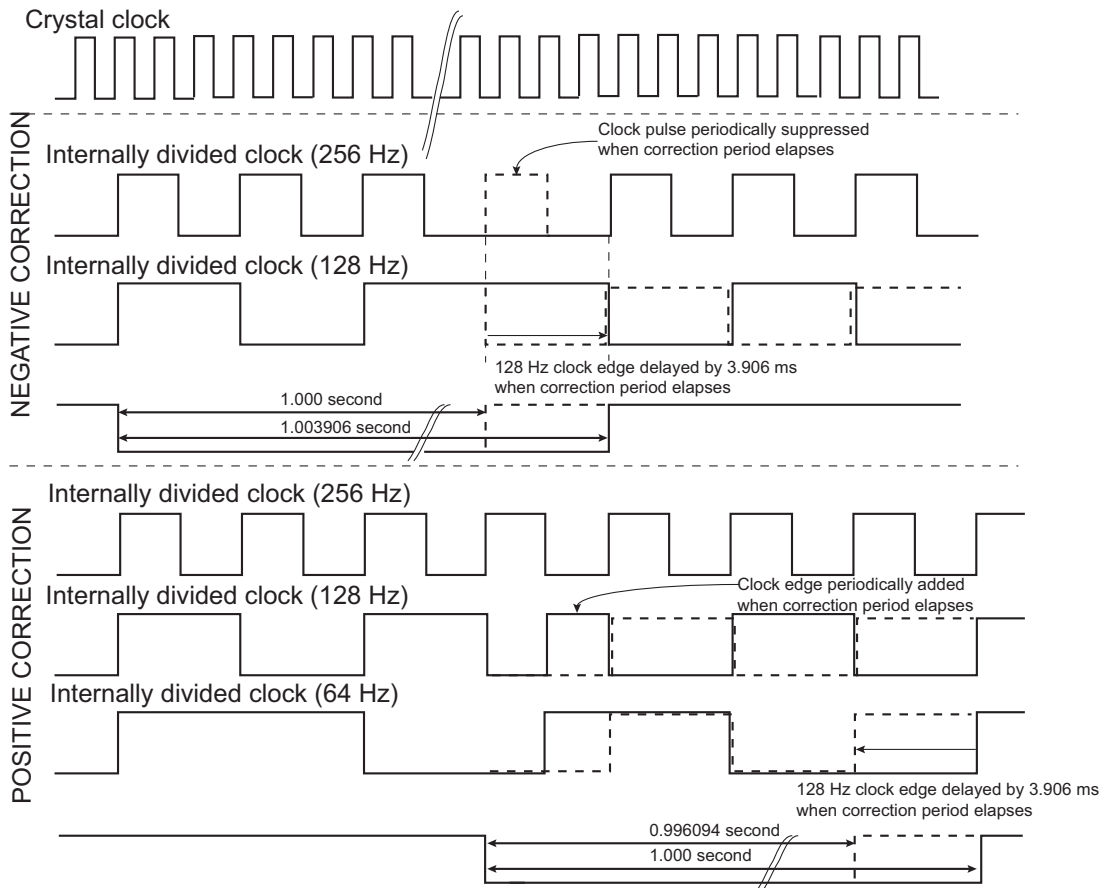 Crystal clock
NEGATIVE CORRECTION
Clock pulse periodically suppressed
when correction period elapses
Internally divided clock (256 Hz)
Internally divided clock (128 Hz)
128 Hz clock edge delayed by 3.906 ms
when correction period elapses
1.000 second
1.003906 second
POSITIVE CORRECTION
Internally divided clock (256 Hz)
Internally divided clock (128 Hz)
Clock edge periodically added
when correction period elapses
Internally divided clock (64 Hz)
128 Hz clock edge delayed by 3.906 ms
when correction period elapses
0.996094 second
1.000 second